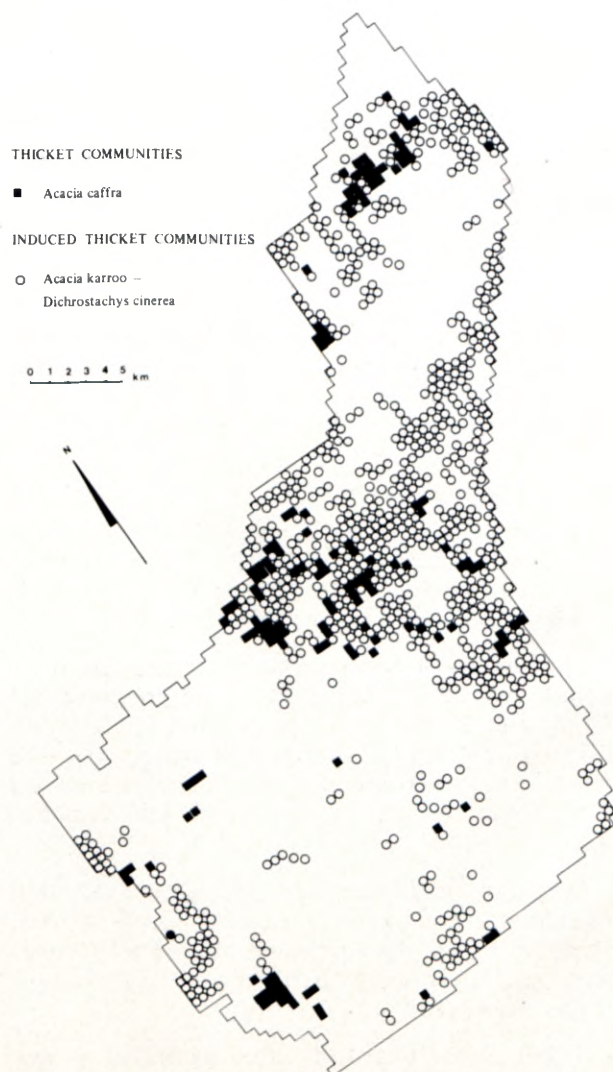 THICKET COMMUNITIES
■ Acacia caffra
INDUCED THICKET COMMUNITIES
○ Acacia karroo –
Dichrostachys cinerea
0 1 2 3 4 5 km
N